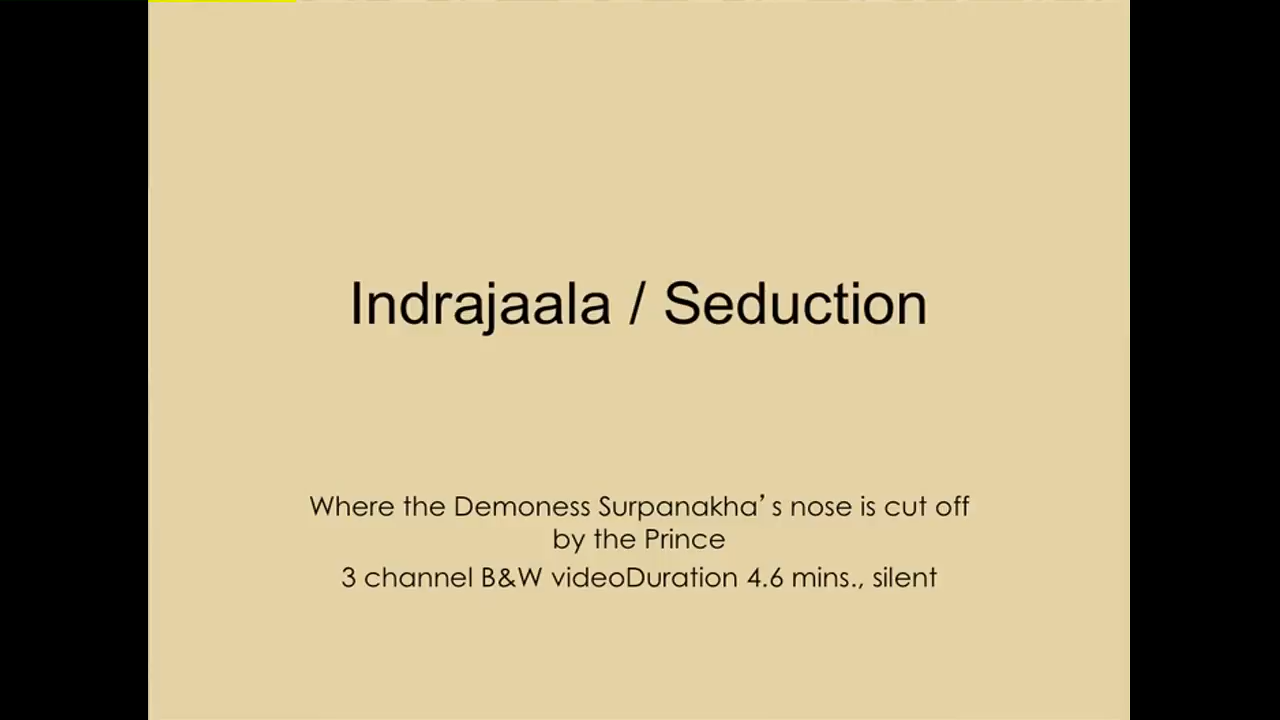 Indrajaala / Seduction
Where the Demoness Surpanakha’s nose is cut off
by the Prince
3 channel B&W videoDuration 4.6 mins., silent